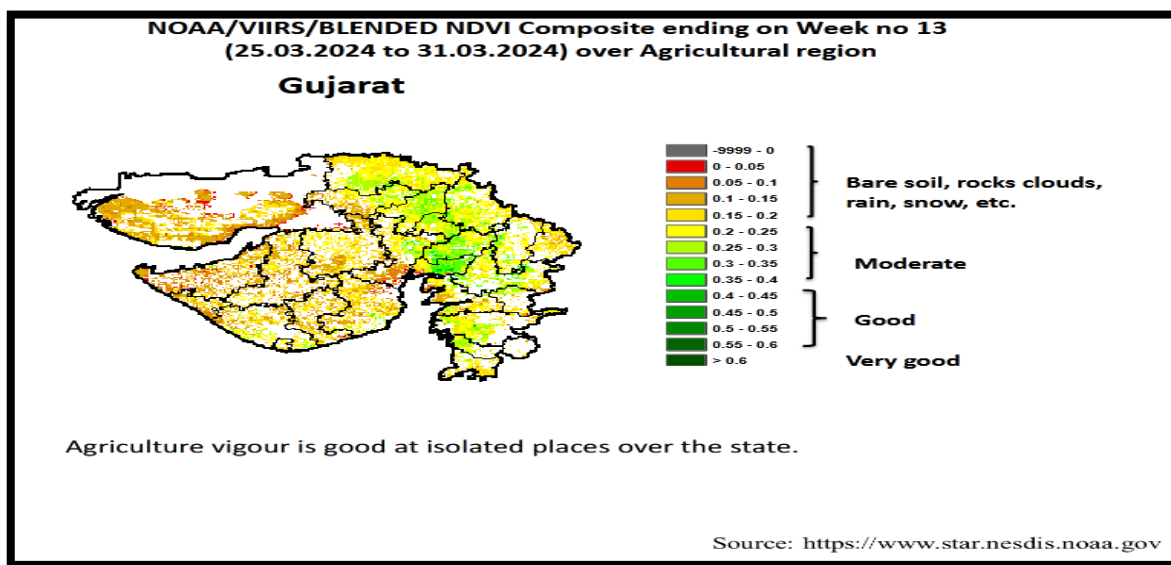 NOAA/VIIRS/BLENDED NDVI Composite ending on Week no 13
(25.03.2024 to 31.03.2024) over Agricultural region
Gujarat
-9999 - 0
0 - 0.05
0.05 - 0.1
0.1 - 0.15
0.15 - 0.2
0.2 - 0.25
0.25 - 0.3
0.3 - 0.35
0.35 - 0.4
0.4 - 0.45
0.45 - 0.5
0.5 - 0.55
0.55 - 0.6
> 0.6
Bare soil, rocks clouds,
rain, snow, etc.
Moderate
Good
Very good
Agriculture vigour is good at isolated places over the state.
Source: https://www.star.nesdis.noaa.gov